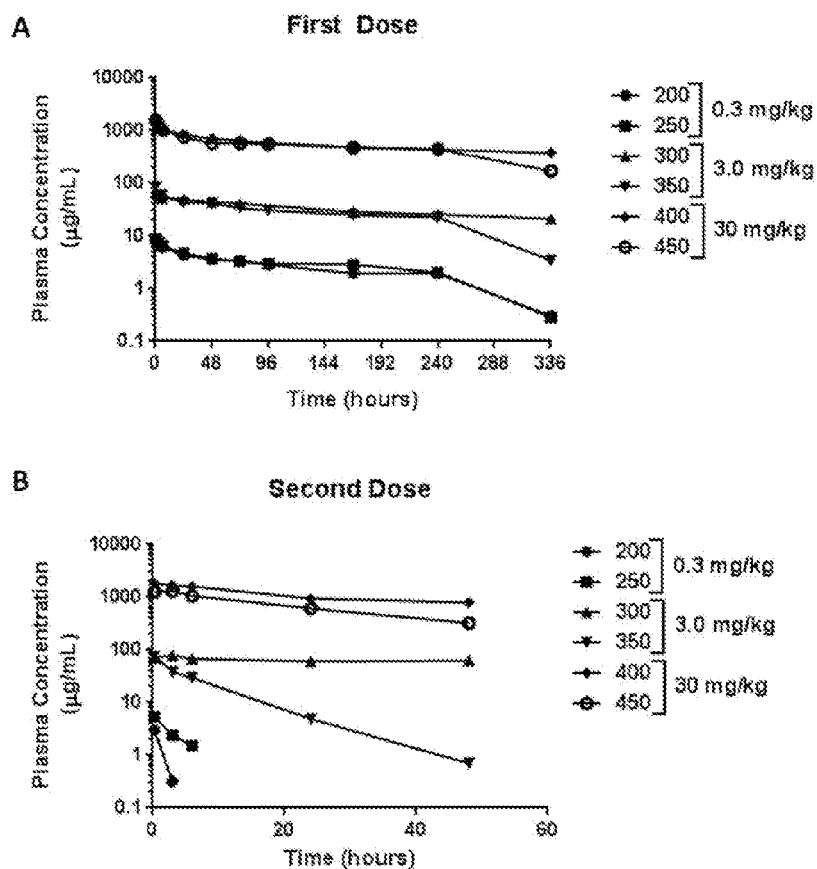 A
First Dose
Plasma Concentration
(µg/mL)
10000
1000
100
10
1
0.1
0 48 96 144 192 240 288 336
Time (hours)
200
250
0.3 mg/kg
300
350
3.0 mg/kg
400
450
30 mg/kg
B
Second Dose
Plasma Concentration
(µg/mL)
10000
1000
100
10
1
0.1
0 20 40 60
Time (hours)
200
250
0.3 mg/kg
300
350
3.0 mg/kg
400
450
30 mg/kg